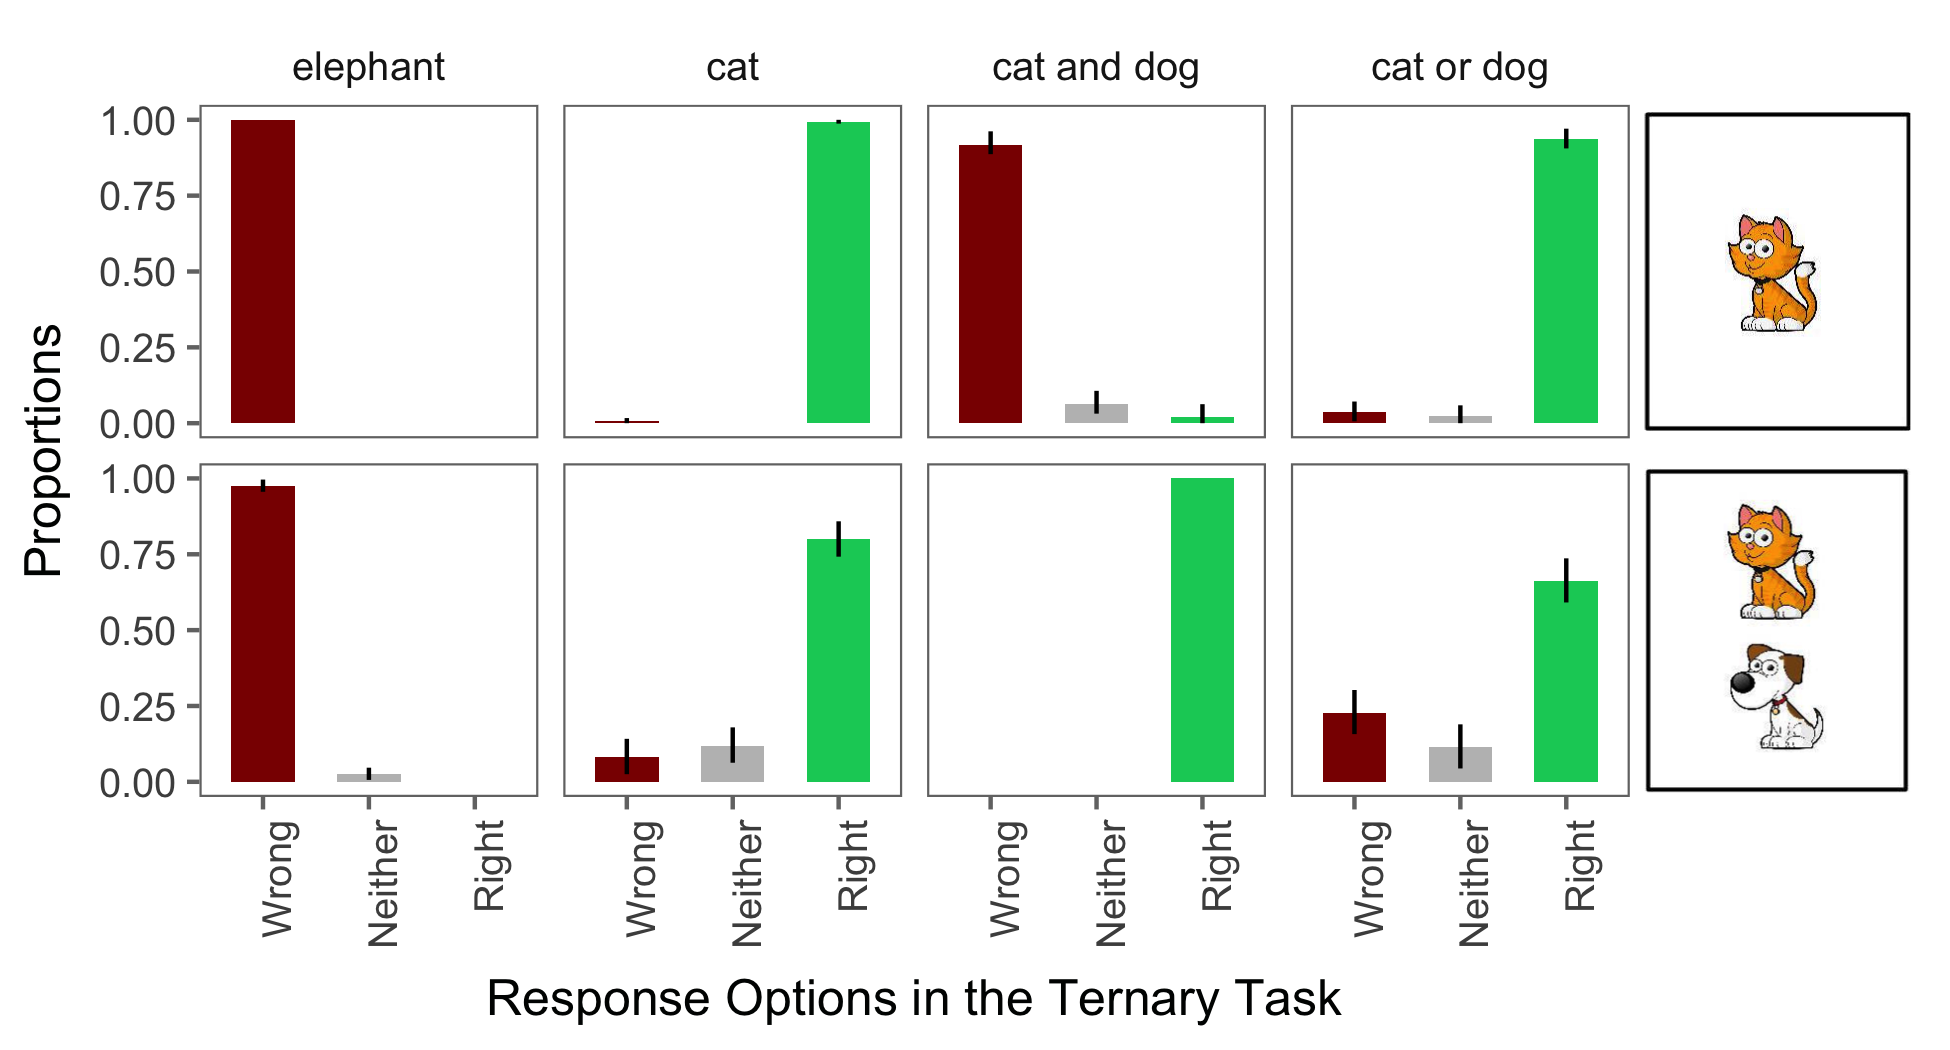 elephant cat cat and dog cat or dog
Proportions
1.00
0.75
0.50
0.25
0.00
1.00
0.75
0.50
0.25
0.00
Wrong Neither Right Wrong Neither Right Wrong Neither Right Wrong Neither Right
Response Options in the Ternary Task